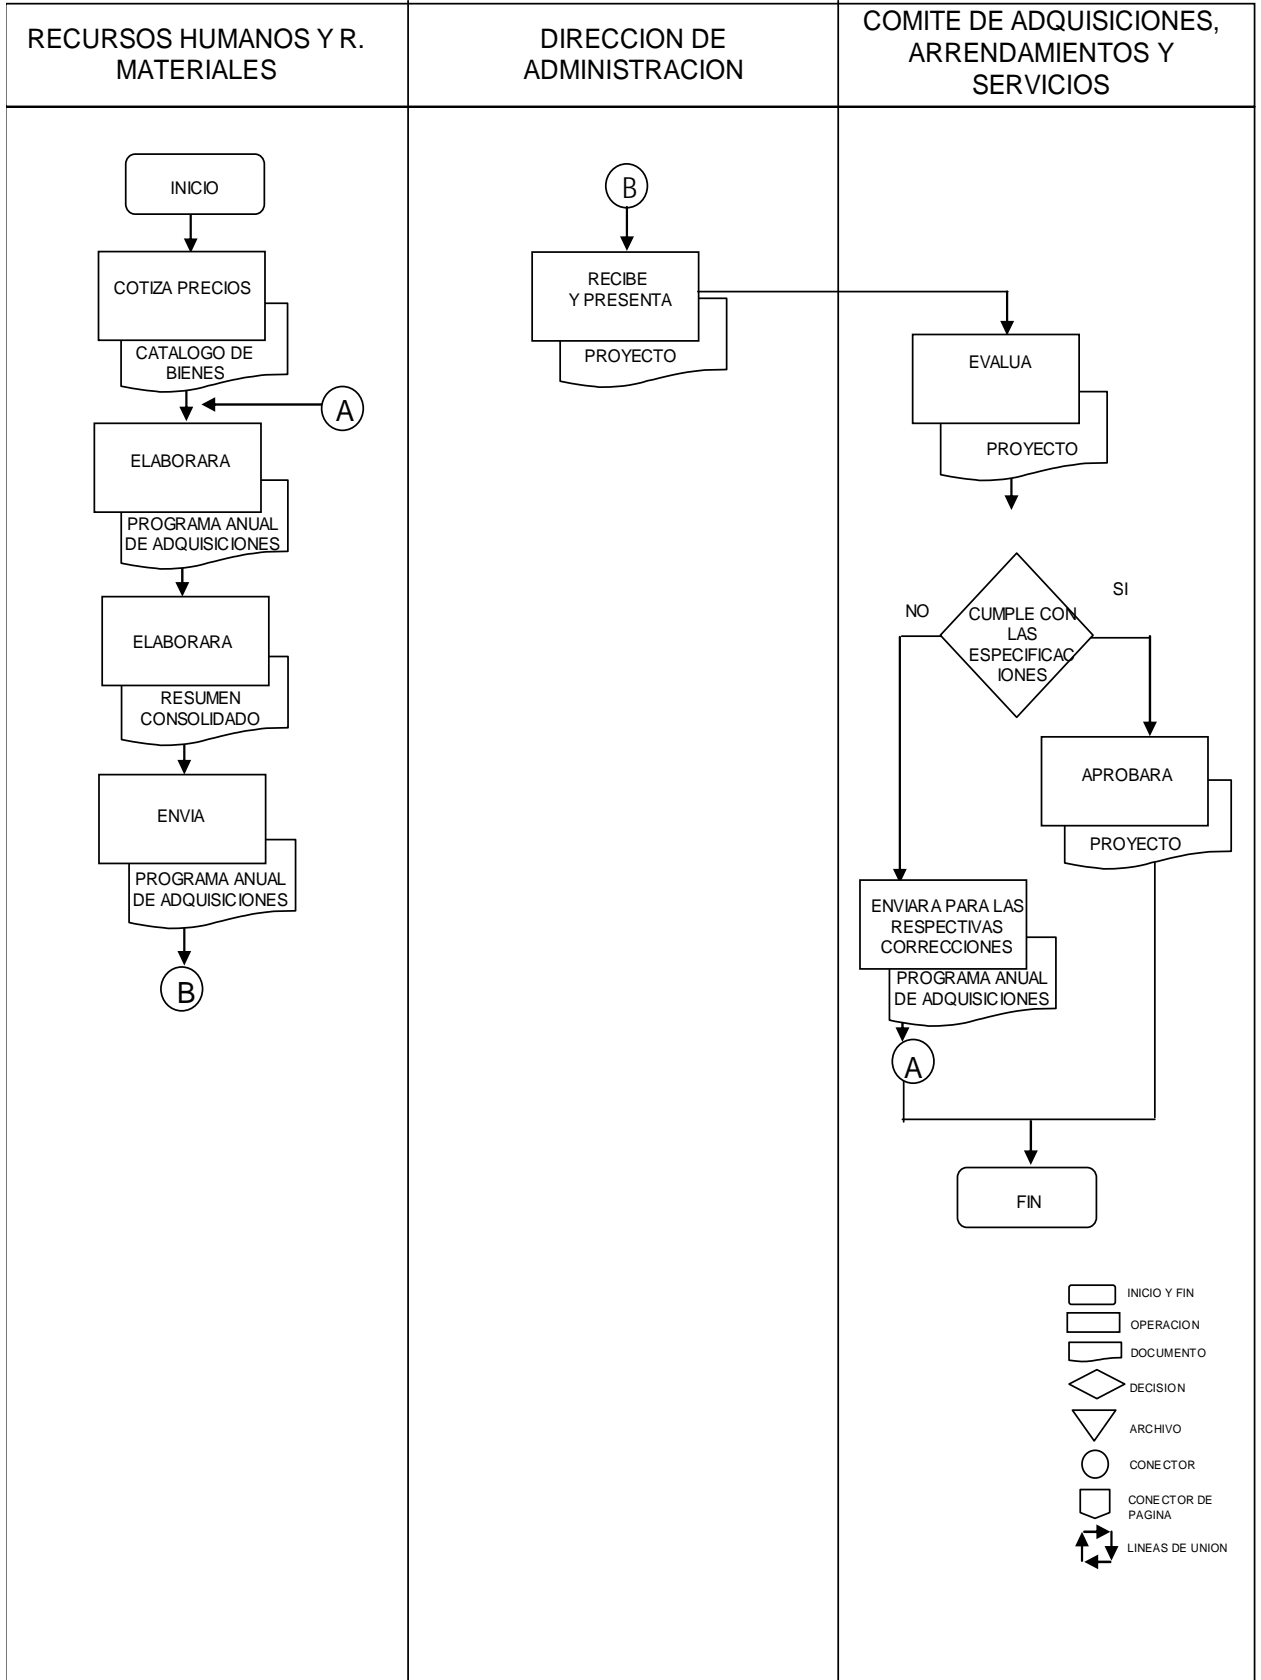 RECURSOS HUMANOS Y R.
MATERIALES
DIRECCION DE
ADMINISTRACION
COMITE DE ADQUISICIONES,
ARRENDAMIENTOS Y
SERVICIOS
INICIO
COTIZA PRECIOS
CATALOGO DE
BIENES
A
ELABORARA
PROGRAMA ANUAL
DE ADQUISICIONES
ELABORARA
RESUMEN
CONSOLIDADO
ENVIA
PROGRAMA ANUAL
DE ADQUISICIONES
B
B
RECIBE
Y PRESENTA
PROYECTO
EVALUA
PROYECTO
CUMPLE CON
LAS
ESPECIFICAC
IONES
NO
SI
APROBARA
PROYECTO
ENVIARA PARA LAS
RESPECTIVAS
CORRECCIONES
PROGRAMA ANUAL
DE ADQUISICIONES
A
FIN
INICIO Y FIN
OPERACION
DOCUMENTO
DECISION
ARCHIVO
CONECTOR
CONECTOR DE
PAGINA
LINEAS DE UNION